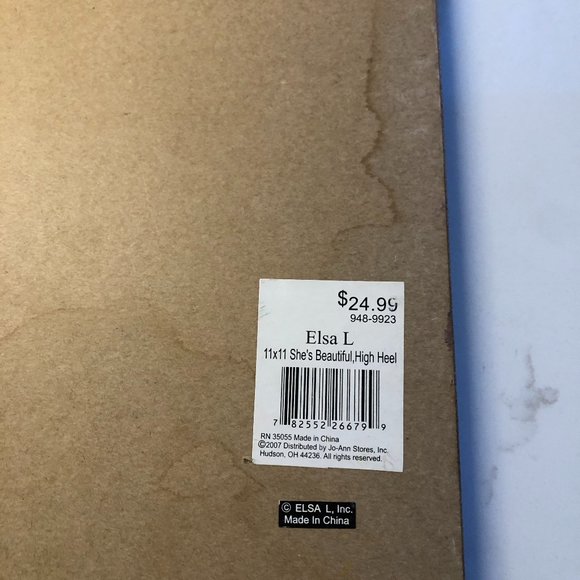 $24.99
948-9923
Elsa L
11x11 She's Beautiful,High Heel
7 82552 26679 9
RN 35055 Made in China
©2007 Distributed by Jo-Ann Stores, Inc.
Hudson, OH 44236. All rights reserved.
© ELSA L, Inc.
Made In China